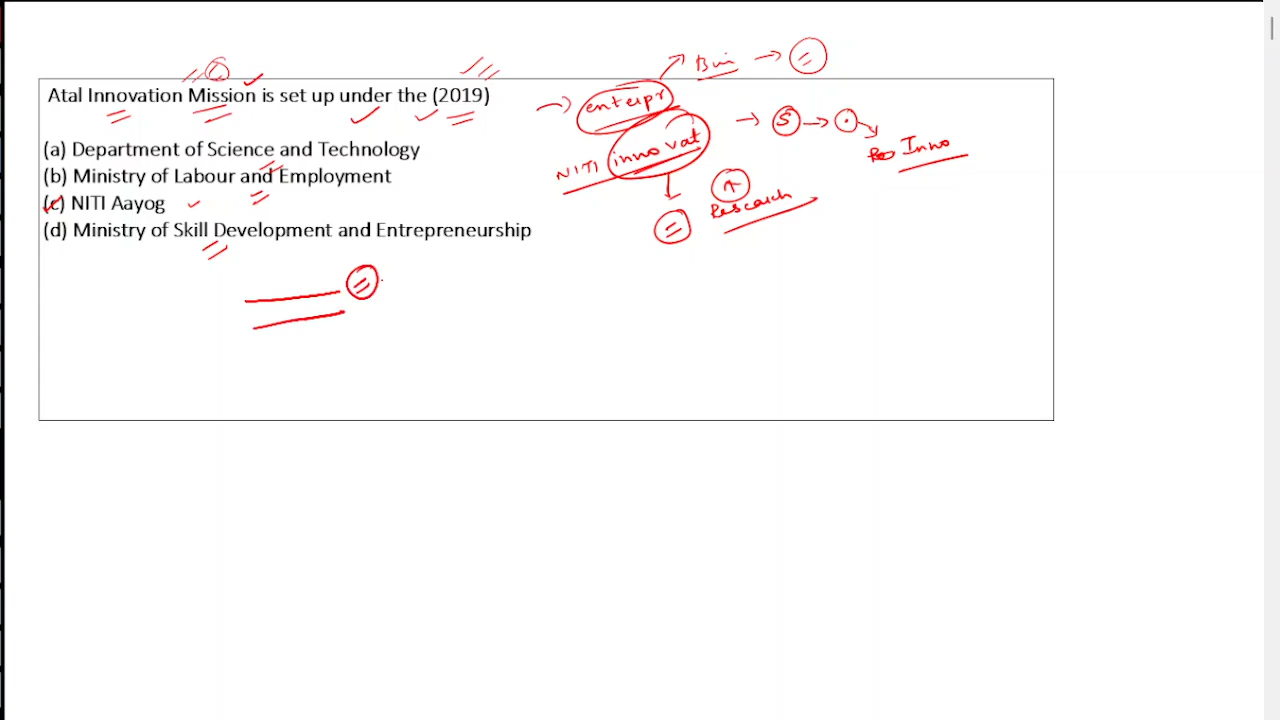 Atal Innovation Mission is set up under the (2019)
(a) Department of Science and Technology
(b) Ministry of Labour and Employment
(c) NITI Aayog
(d) Ministry of Skill Development and Entrepreneurship
enterpr
NITI innovat
S
Inno
Research